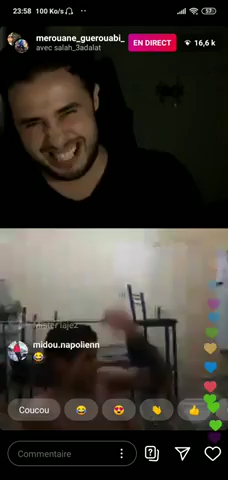 23:58 100 Ko/s
57
merouane_guerouabi_ EN DIRECT 16,6 k
avec salah_3adalat
midou.napolienn
😂
Coucou 😂 😍 👏 👍
Commentaire